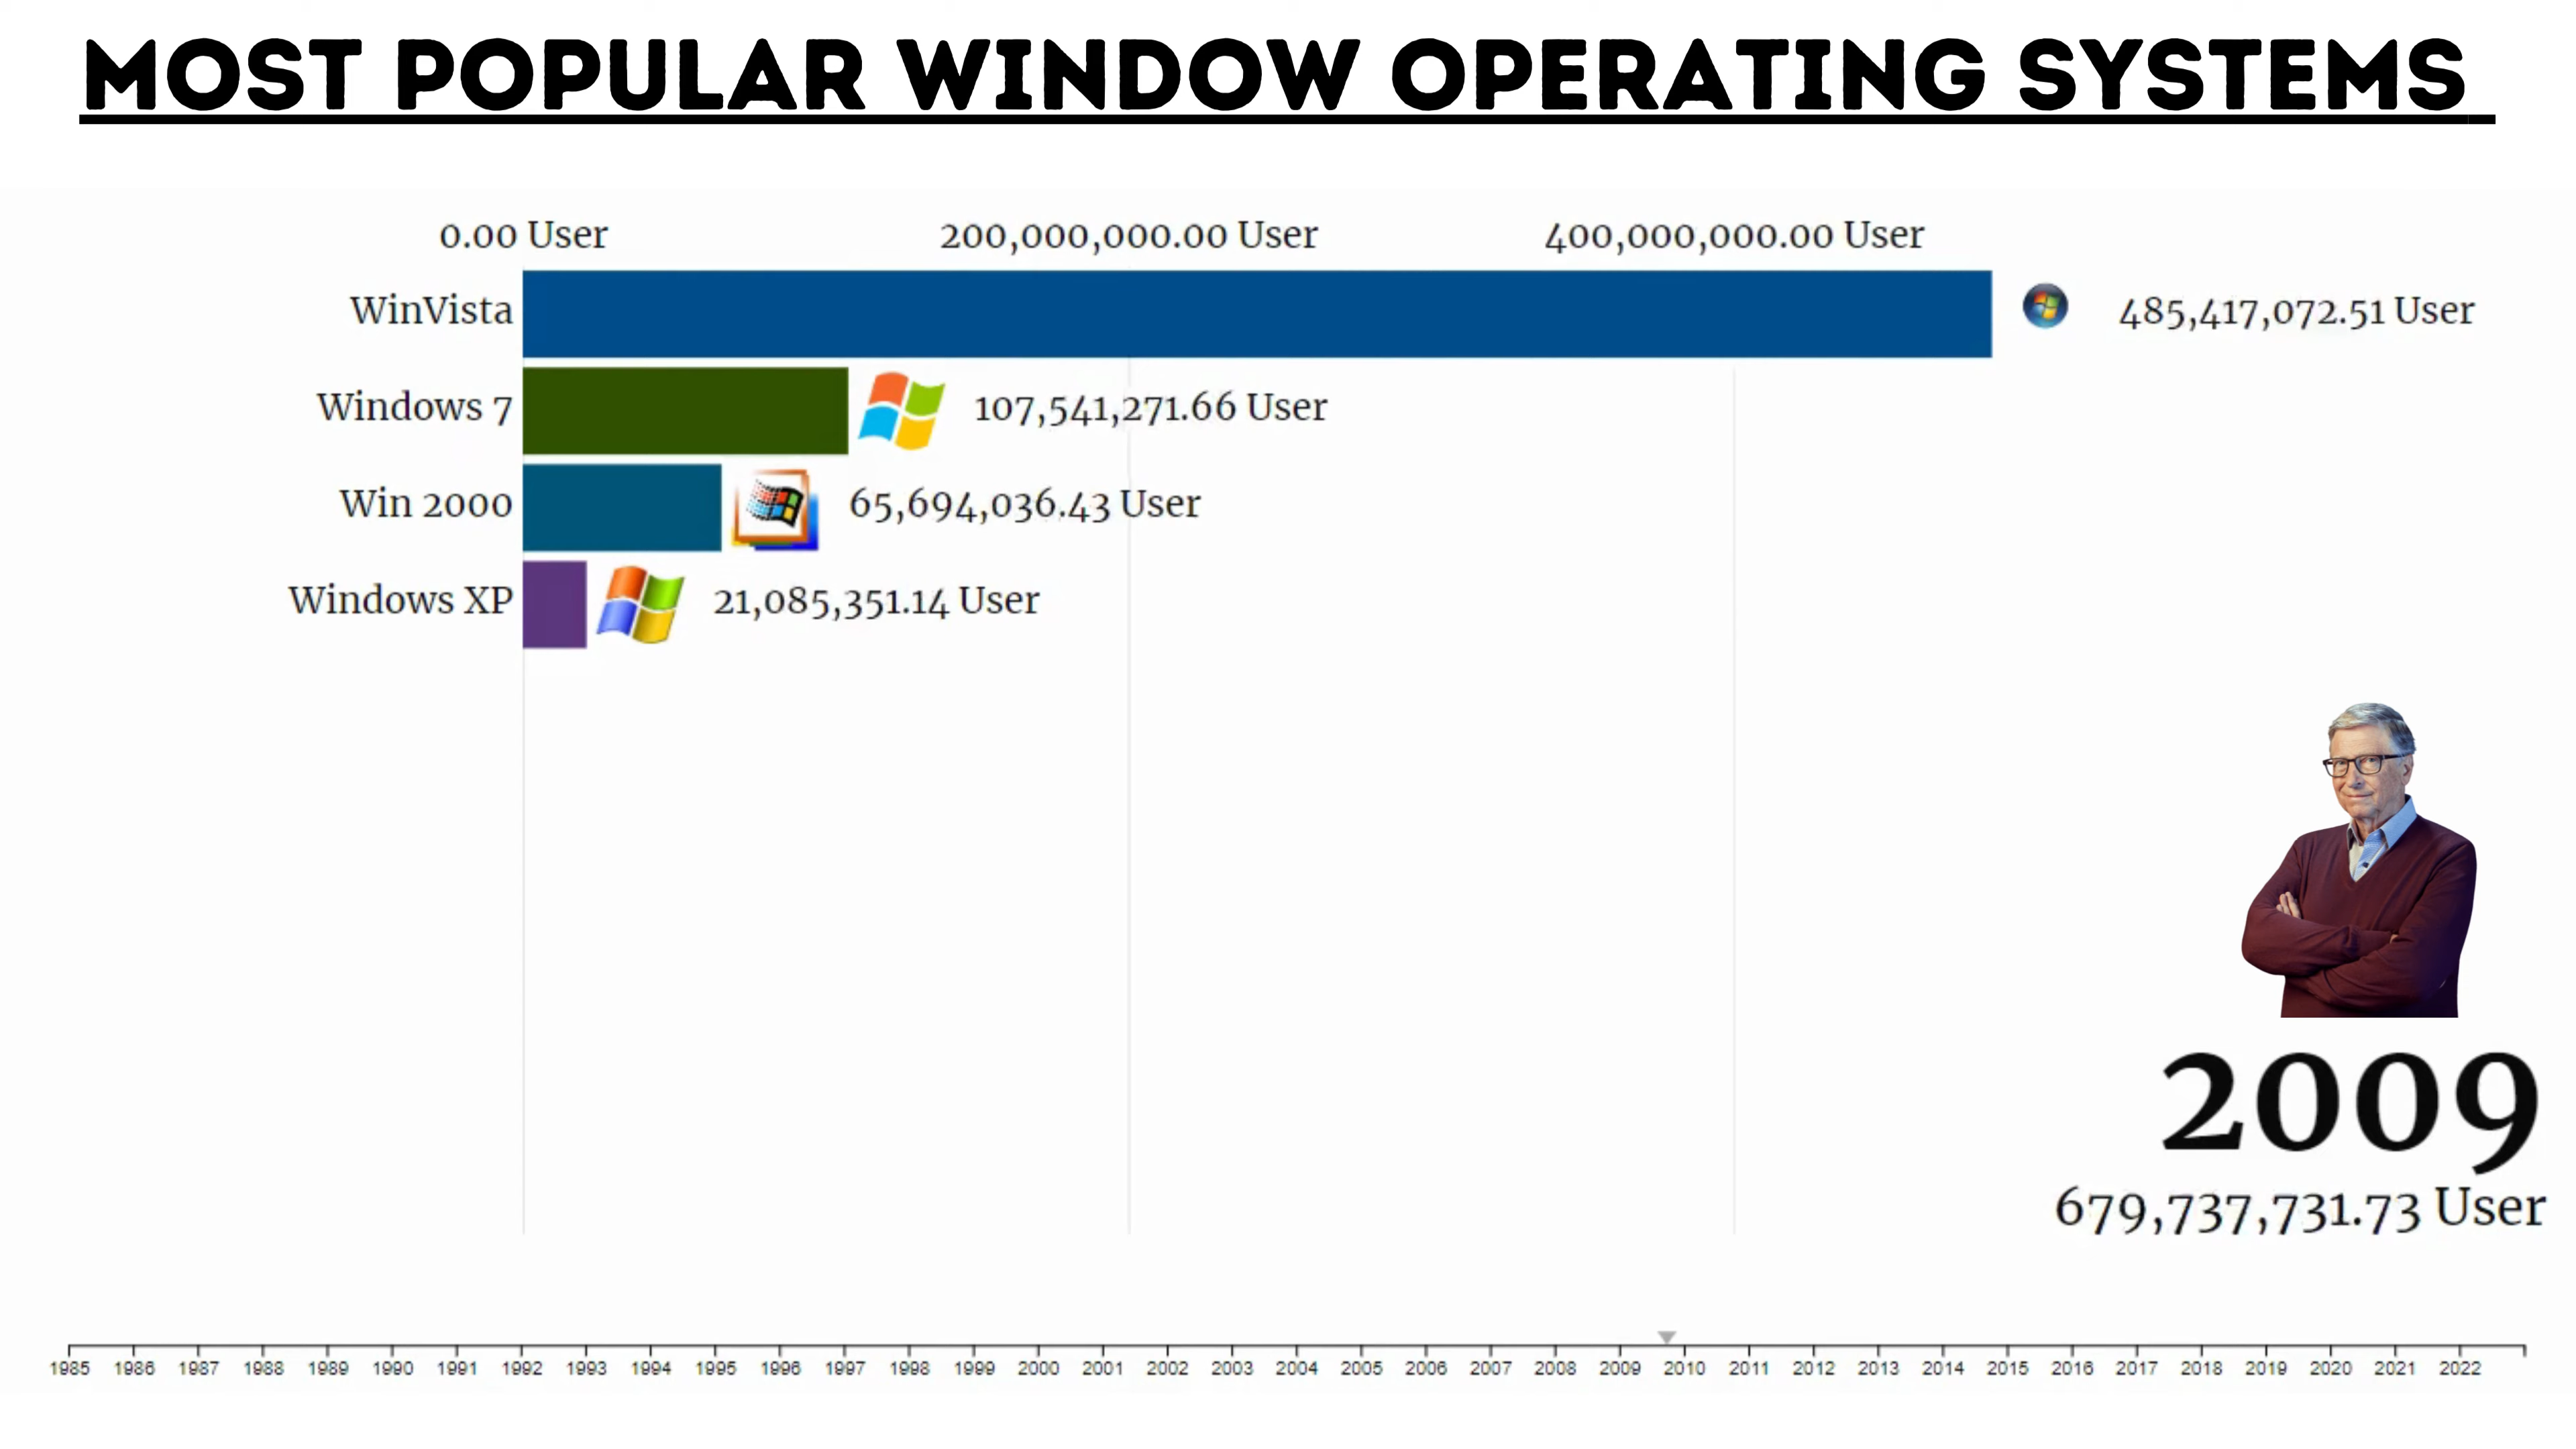 MOST POPULAR WINDOW OPERATING SYSTEMS
0.00 User 200,000,000.00 User 400,000,000.00 User
WinVista 485,417,072.51 User
Windows 7 107,541,271.66 User
Win 2000 65,694,036.43 User
Windows XP 21,085,351.14 User
2009
679,737,731.73 User
1985 1986 1987 1988 1989 1990 1991 1992 1993 1994 1995 1996 1997 1998 1999 2000 2001 2002 2003 2004 2005 2006 2007 2008 2009 2010 2011 2012 2013 2014 2015 2016 2017 2018 2019 2020 2021 2022